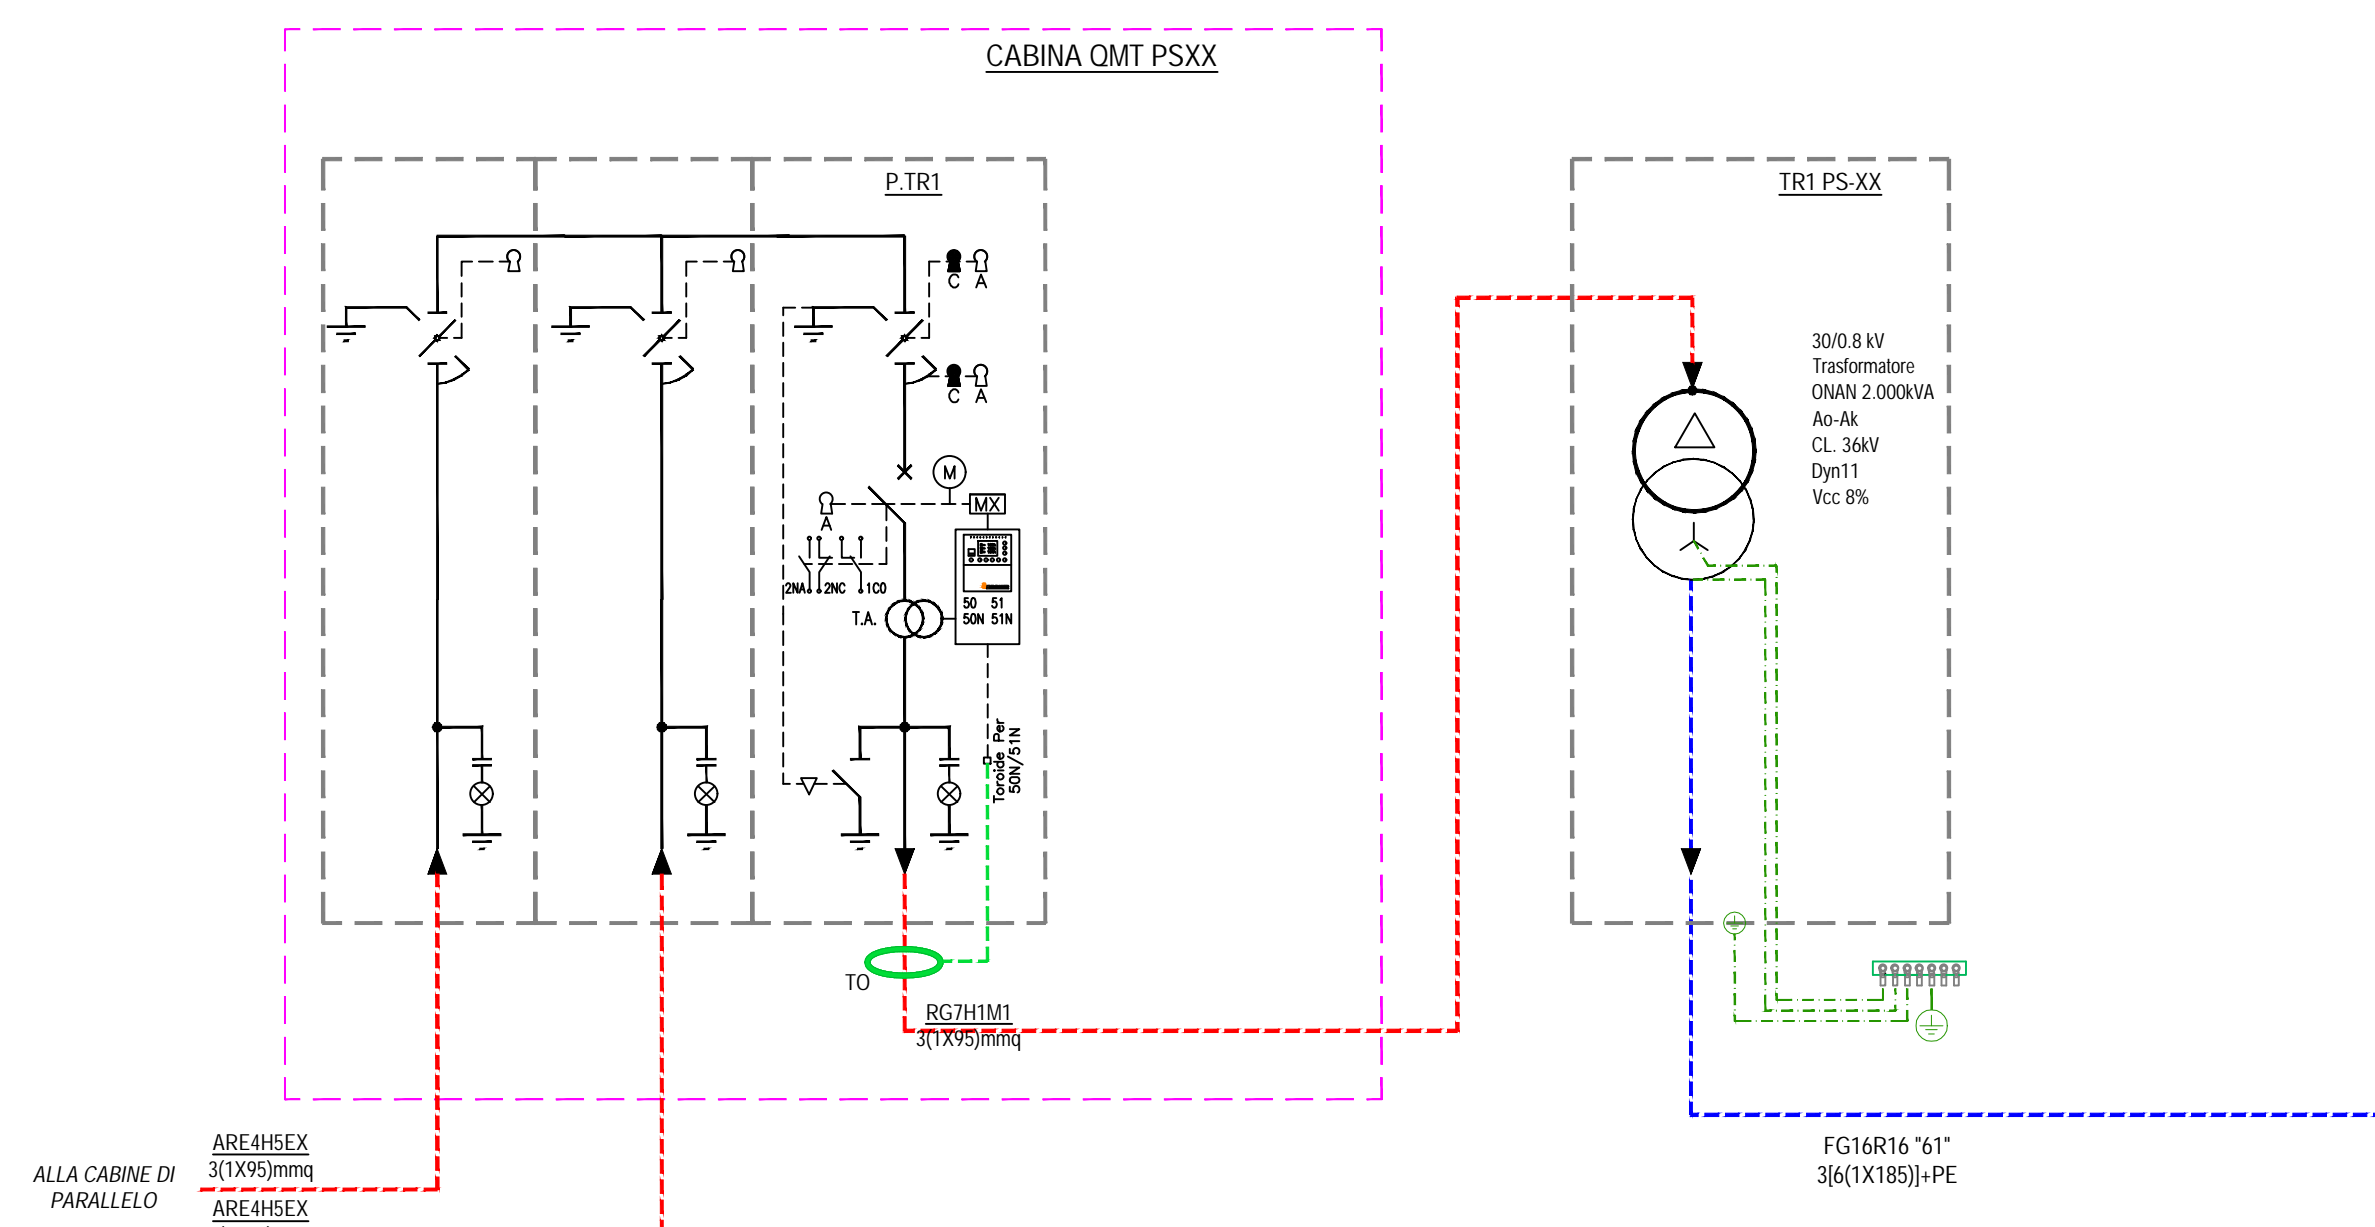 CABINA QMT PSXX
P.TR1
TR1 PS-XX
C A
C A
30/0.8 kV
Trasformatore
ONAN 2.000kVA
Ao-Ak
CL. 36kV
Dyn11
Vcc 8%
M
MX
A
2NA 2NC 1CO
50 51
50N 51N
T.A.
Toroide Per
50N/51N
TO
RG7H1M1
3(1X95)mmq
ARE4H5EX
3(1X95)mmq
ALLA CABINE DI
PARALLELO
ARE4H5EX
FG16R16 "61"
3[6(1X185)]+PE